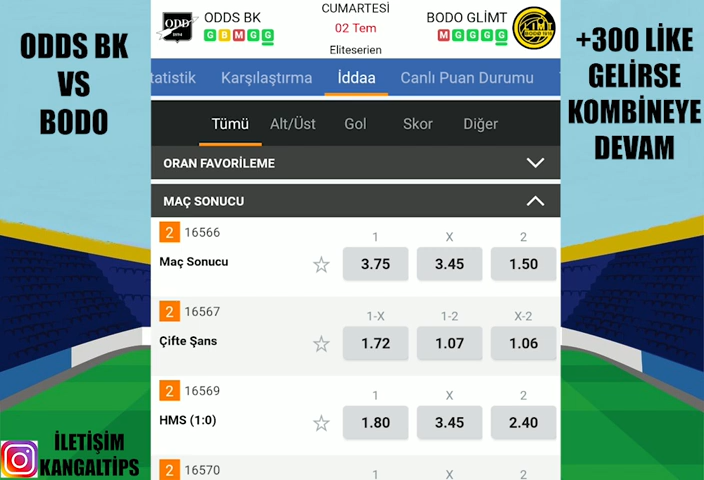 ODDS BK
VS
BODO
ODD
ODDS BK
G B M G G
CUMARTESİ
02 Tem
Eliteserien
BODO GLİMT
M G G G G
+300 LİKE
GELİRSE
KOMBİNEYE
DEVAM
tatistik Karşılaştırma İddaa Canlı Puan Durumu
Tümü Alt/Üst Gol Skor Diğer
ORAN FAVORİLEME
MAÇ SONUCU
2 16566
1 X 2
Maç Sonucu 3.75 3.45 1.50
2 16567
1-X 1-2 X-2
Çifte Şans 1.72 1.07 1.06
2 16569
1 X 2
HMS (1:0) 1.80 3.45 2.40
2 16570
1 X 2
İLETİŞİM
KANGALTİPS